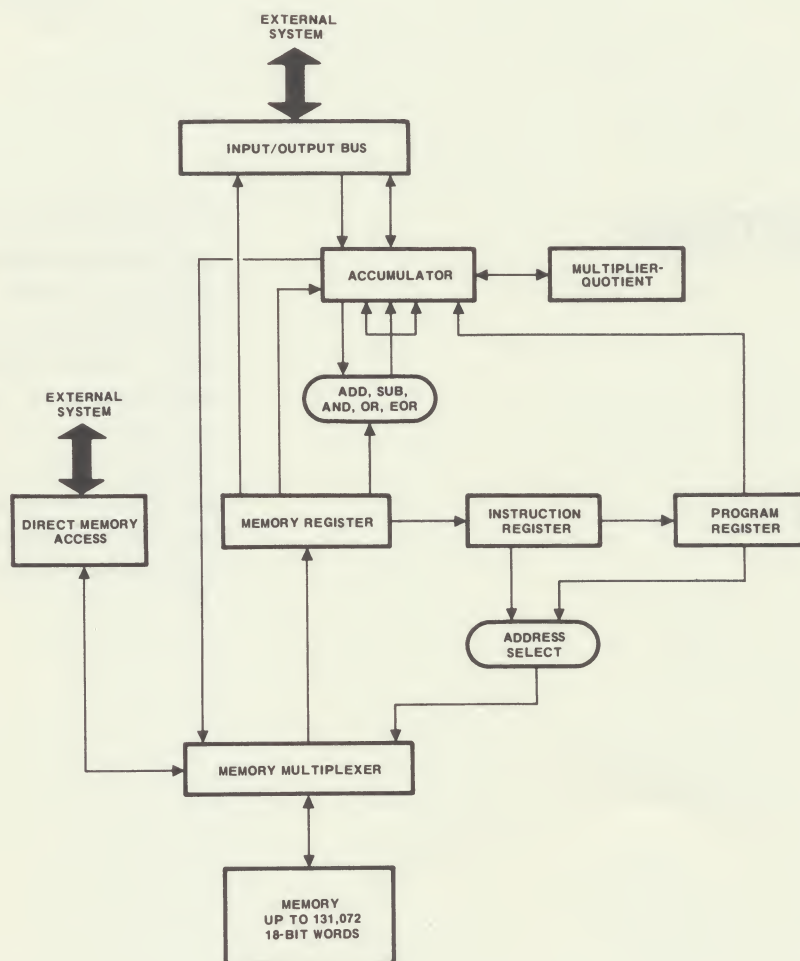 EXTERNAL
SYSTEM
INPUT/OUTPUT BUS
ACCUMULATOR
MULTIPLIER-
QUOTIENT
ADD, SUB,
AND, OR, EOR
EXTERNAL
SYSTEM
DIRECT MEMORY
ACCESS
MEMORY REGISTER
INSTRUCTION
REGISTER
PROGRAM
REGISTER
ADDRESS
SELECT
MEMORY MULTIPLEXER
MEMORY
UP TO 131,072
18-BIT WORDS